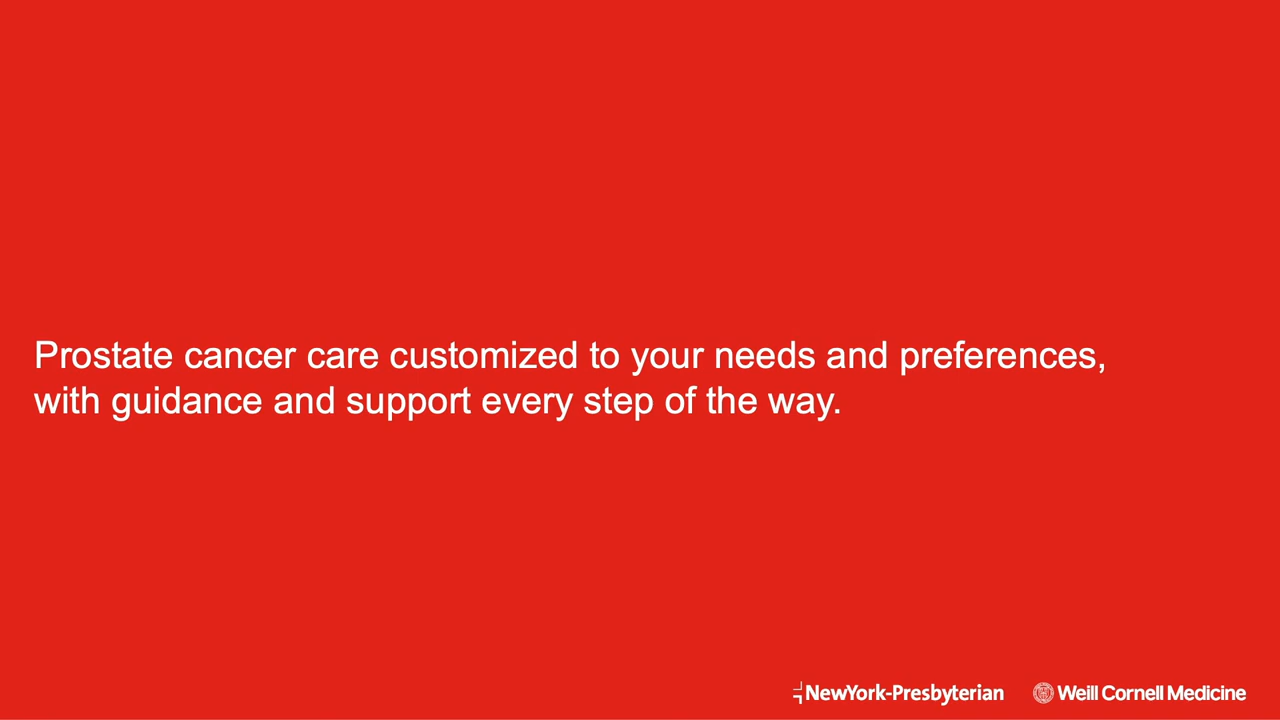 Prostate cancer care customized to your needs and preferences,
with guidance and support every step of the way.
NewYork-Presbyterian
Weill Cornell Medicine